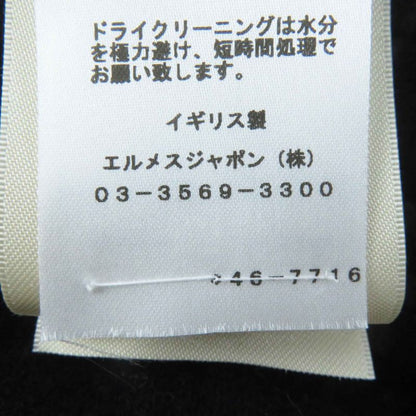 ドライクリーニングは水分
を極力避け、短時間処理で
お願い致します。
イギリス製
エルメスジャポン（株）
０３－３５６９－３３００
４６－７７１６